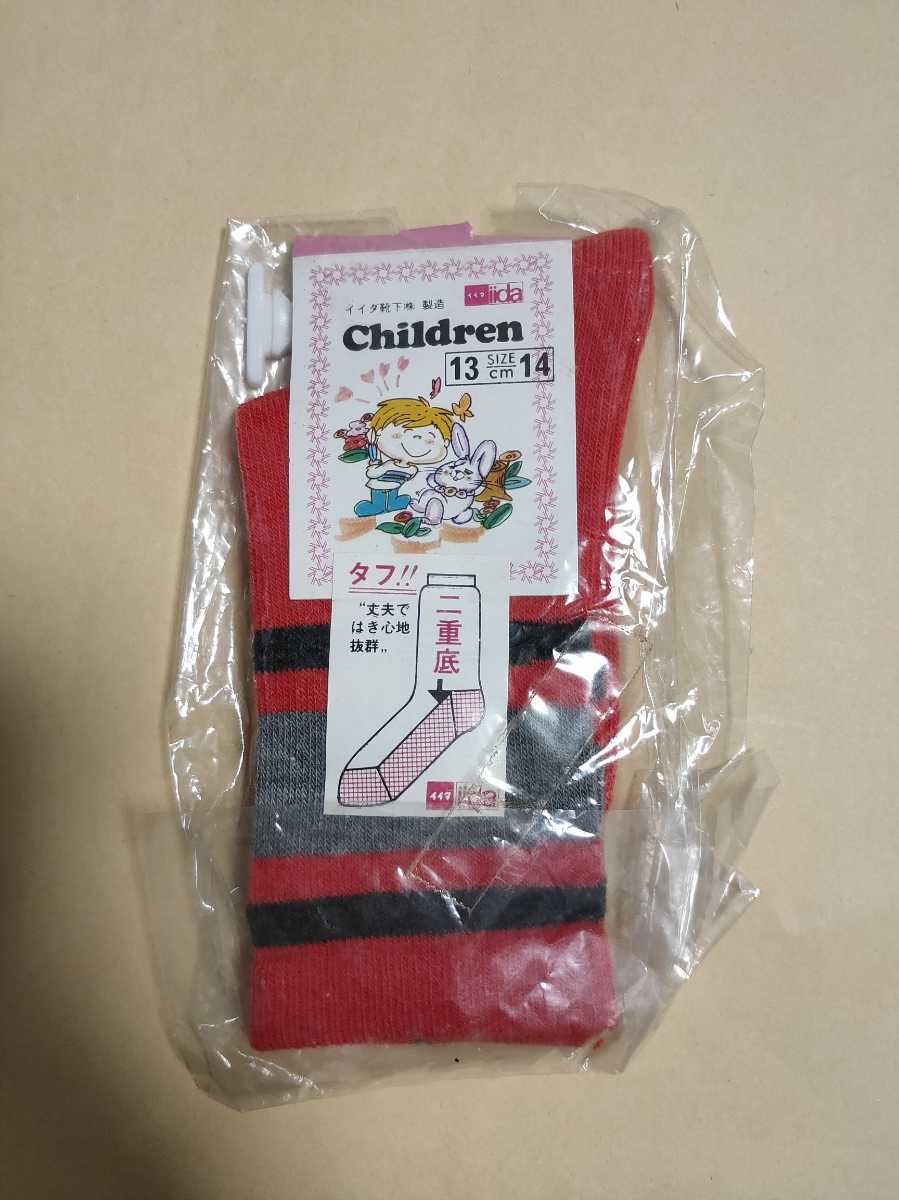 イイダ iida
イイダ靴下㈱ 製造
Children
13 SIZE cm 14
タフ!!
“丈夫で
はき心地
抜群„
二重底
イイダ iida